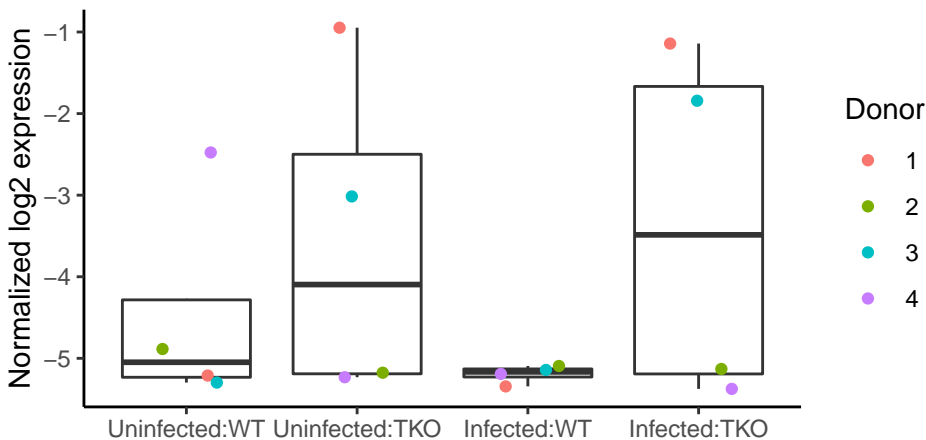 Normalized log2 expression
−1
−2
−3
−4
−5
Uninfected:WT
Uninfected:TKO
Infected:WT
Infected:TKO
Donor
1
2
3
4